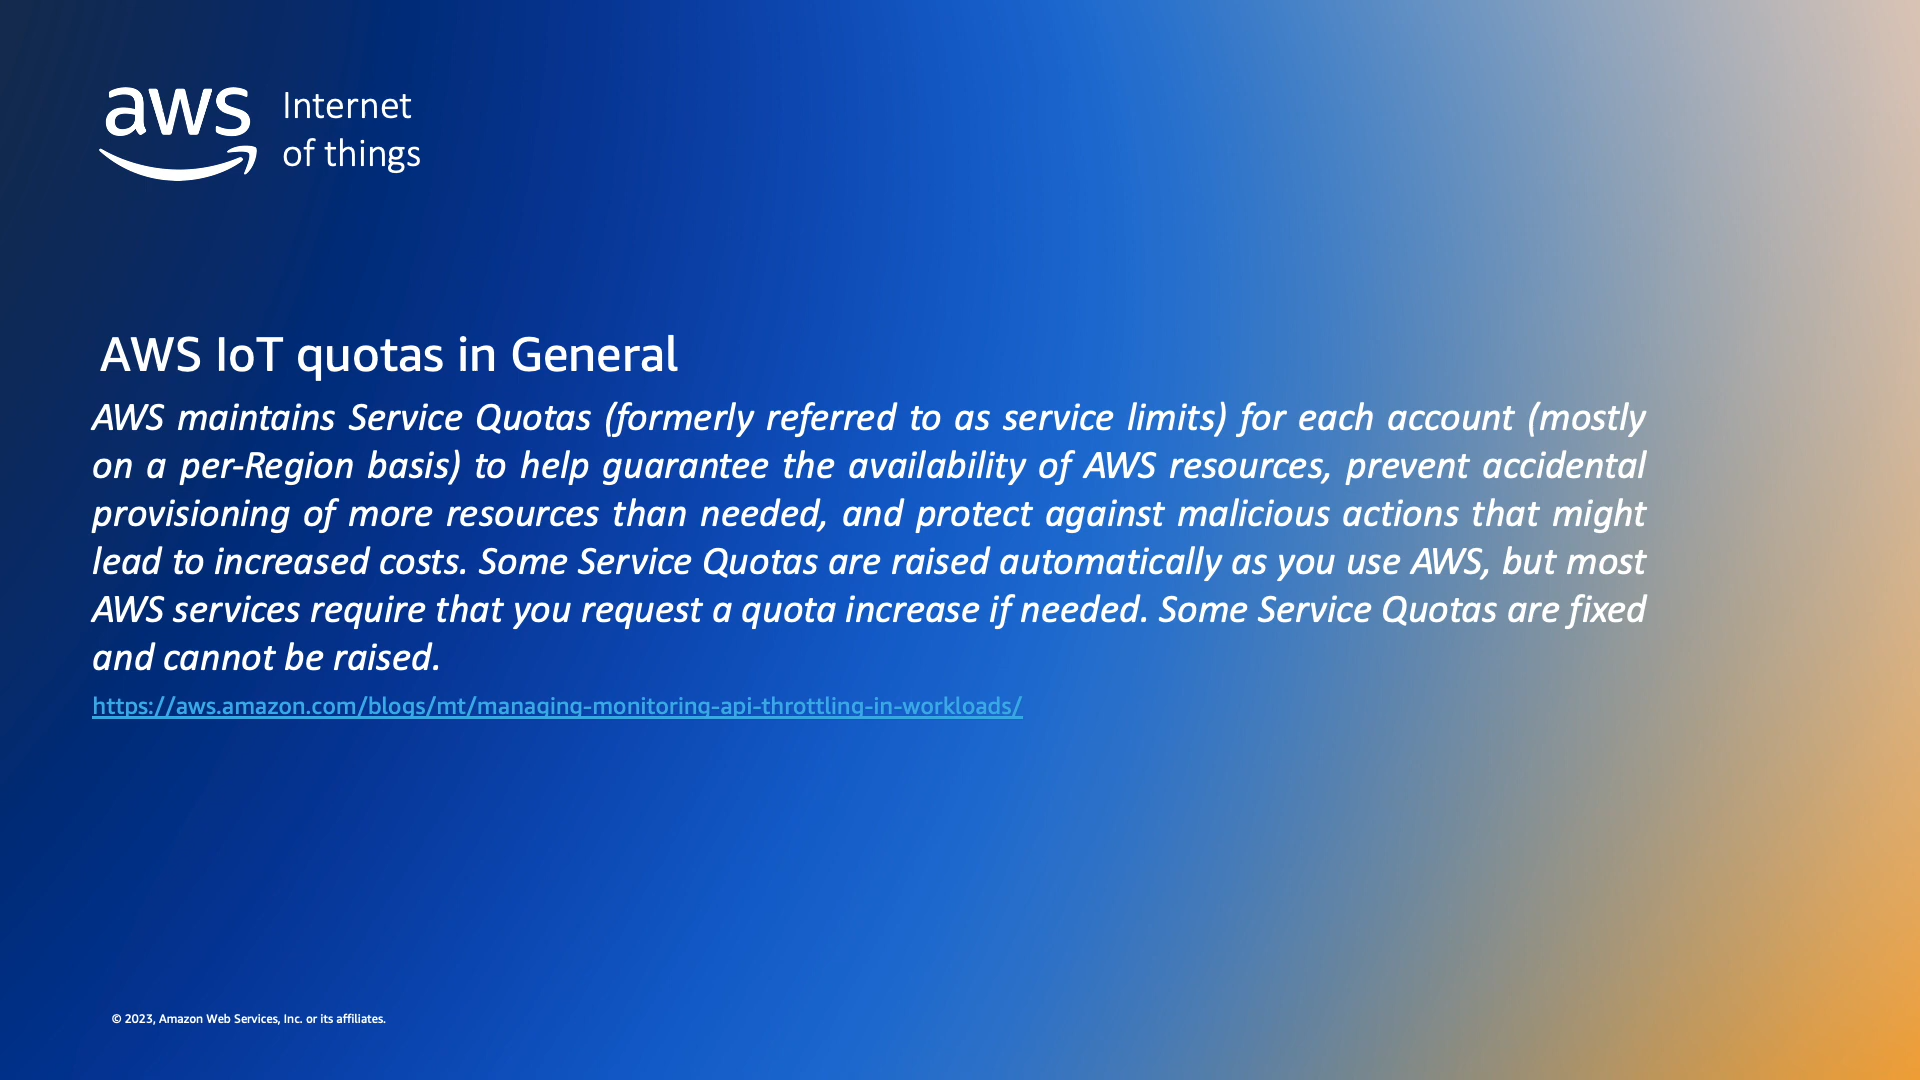 aws
Internet
of things
AWS IoT quotas in General
AWS maintains Service Quotas (formerly referred to as service limits) for each account (mostly
on a per-Region basis) to help guarantee the availability of AWS resources, prevent accidental
provisioning of more resources than needed, and protect against malicious actions that might
lead to increased costs. Some Service Quotas are raised automatically as you use AWS, but most
AWS services require that you request a quota increase if needed. Some Service Quotas are fixed
and cannot be raised.
https://aws.amazon.com/blogs/mt/managing-monitoring-api-throttling-in-workloads/
© 2023, Amazon Web Services, Inc. or its affiliates.